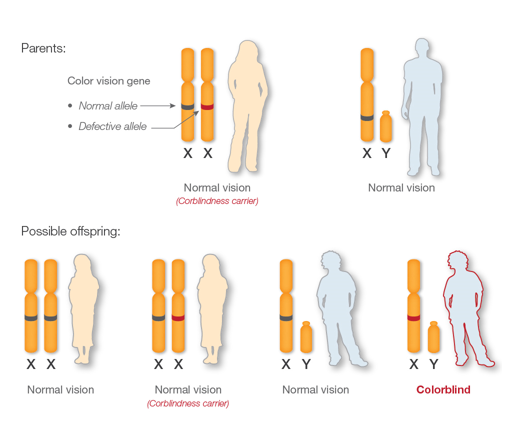 Parents:
Color vision gene
• Normal allele
• Defective allele
X X
X Y
Normal vision
(Corblindness carrier)
Normal vision
Possible offspring:
X X
X X
X Y
X Y
Normal vision
Normal vision
(Corblindness carrier)
Normal vision
Colorblind